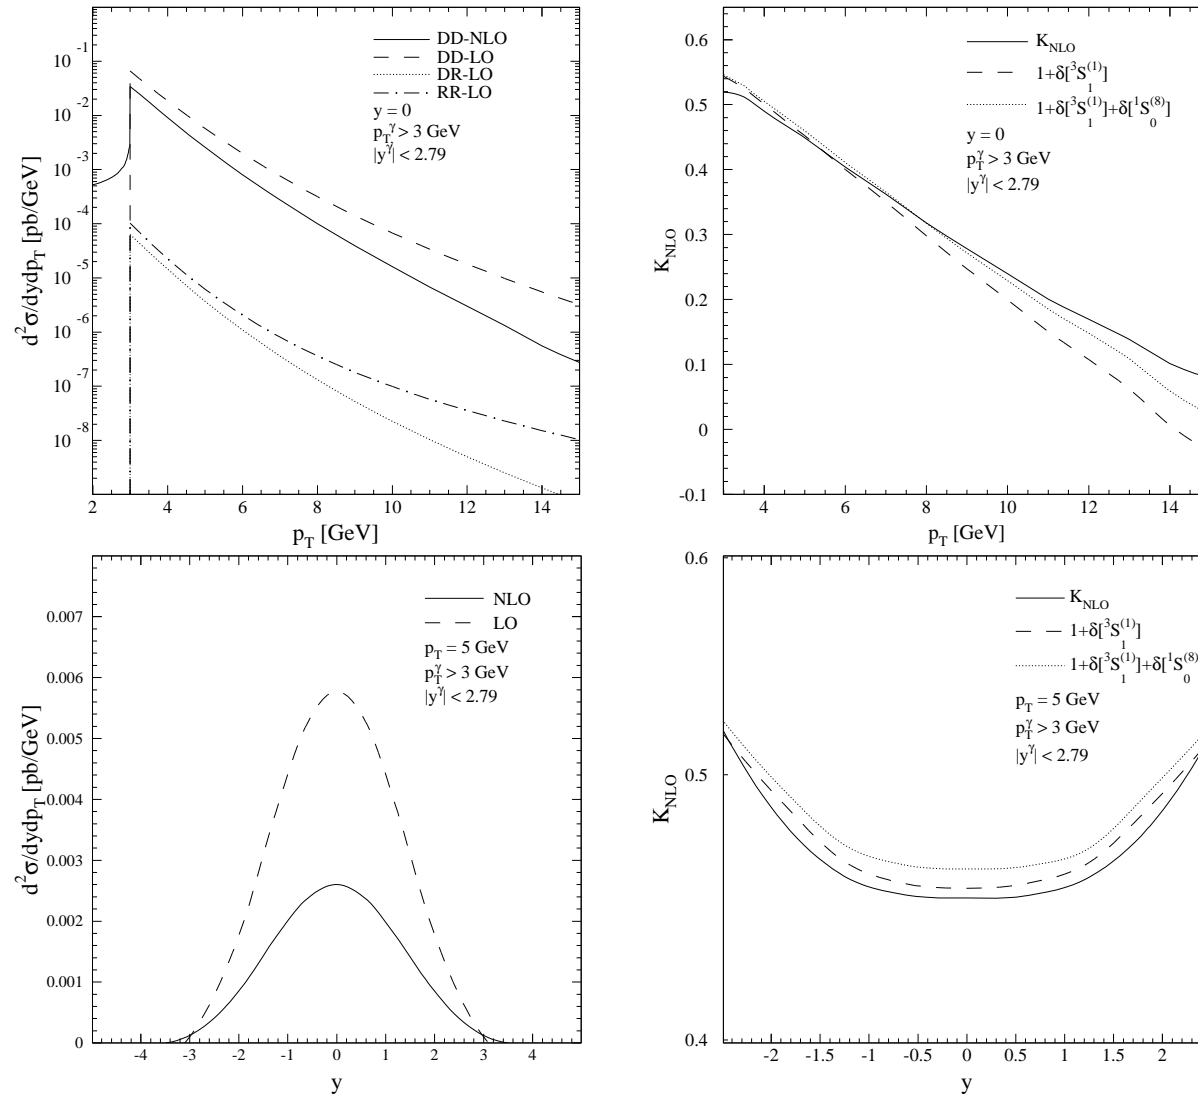 DD-NLO
DD-LO
DR-LO
RR-LO
y = 0
p_T^γ > 3 GeV
|y^γ| < 2.79
10^-1
10^-2
10^-3
10^-4
10^-5
10^-6
10^-7
10^-8
2 4 6 8 10 12 14
p_T [GeV]
d²σ/dydp_T [pb/GeV]
K_NLO
1+δ[³S₁^(1)]
1+δ[³S₁^(1)]+δ[¹S₀^(8)]
y = 0
p_T^γ > 3 GeV
|y^γ| < 2.79
0.6
0.5
0.4
0.3
0.2
0.1
0
-0.1
4 6 8 10 12 14
p_T [GeV]
K_NLO
NLO
LO
p_T = 5 GeV
p_T^γ > 3 GeV
|y^γ| < 2.79
0.007
0.006
0.005
0.004
0.003
0.002
0.001
0
-4 -3 -2 -1 0 1 2 3 4
y
d²σ/dydp_T [pb/GeV]
K_NLO
1+δ[³S₁^(1)]
1+δ[³S₁^(1)]+δ[¹S₀^(8)]
p_T = 5 GeV
p_T^γ > 3 GeV
|y^γ| < 2.79
0.6
0.5
0.4
-2 -1.5 -1 -0.5 0 0.5 1 1.5 2
y
K_NLO